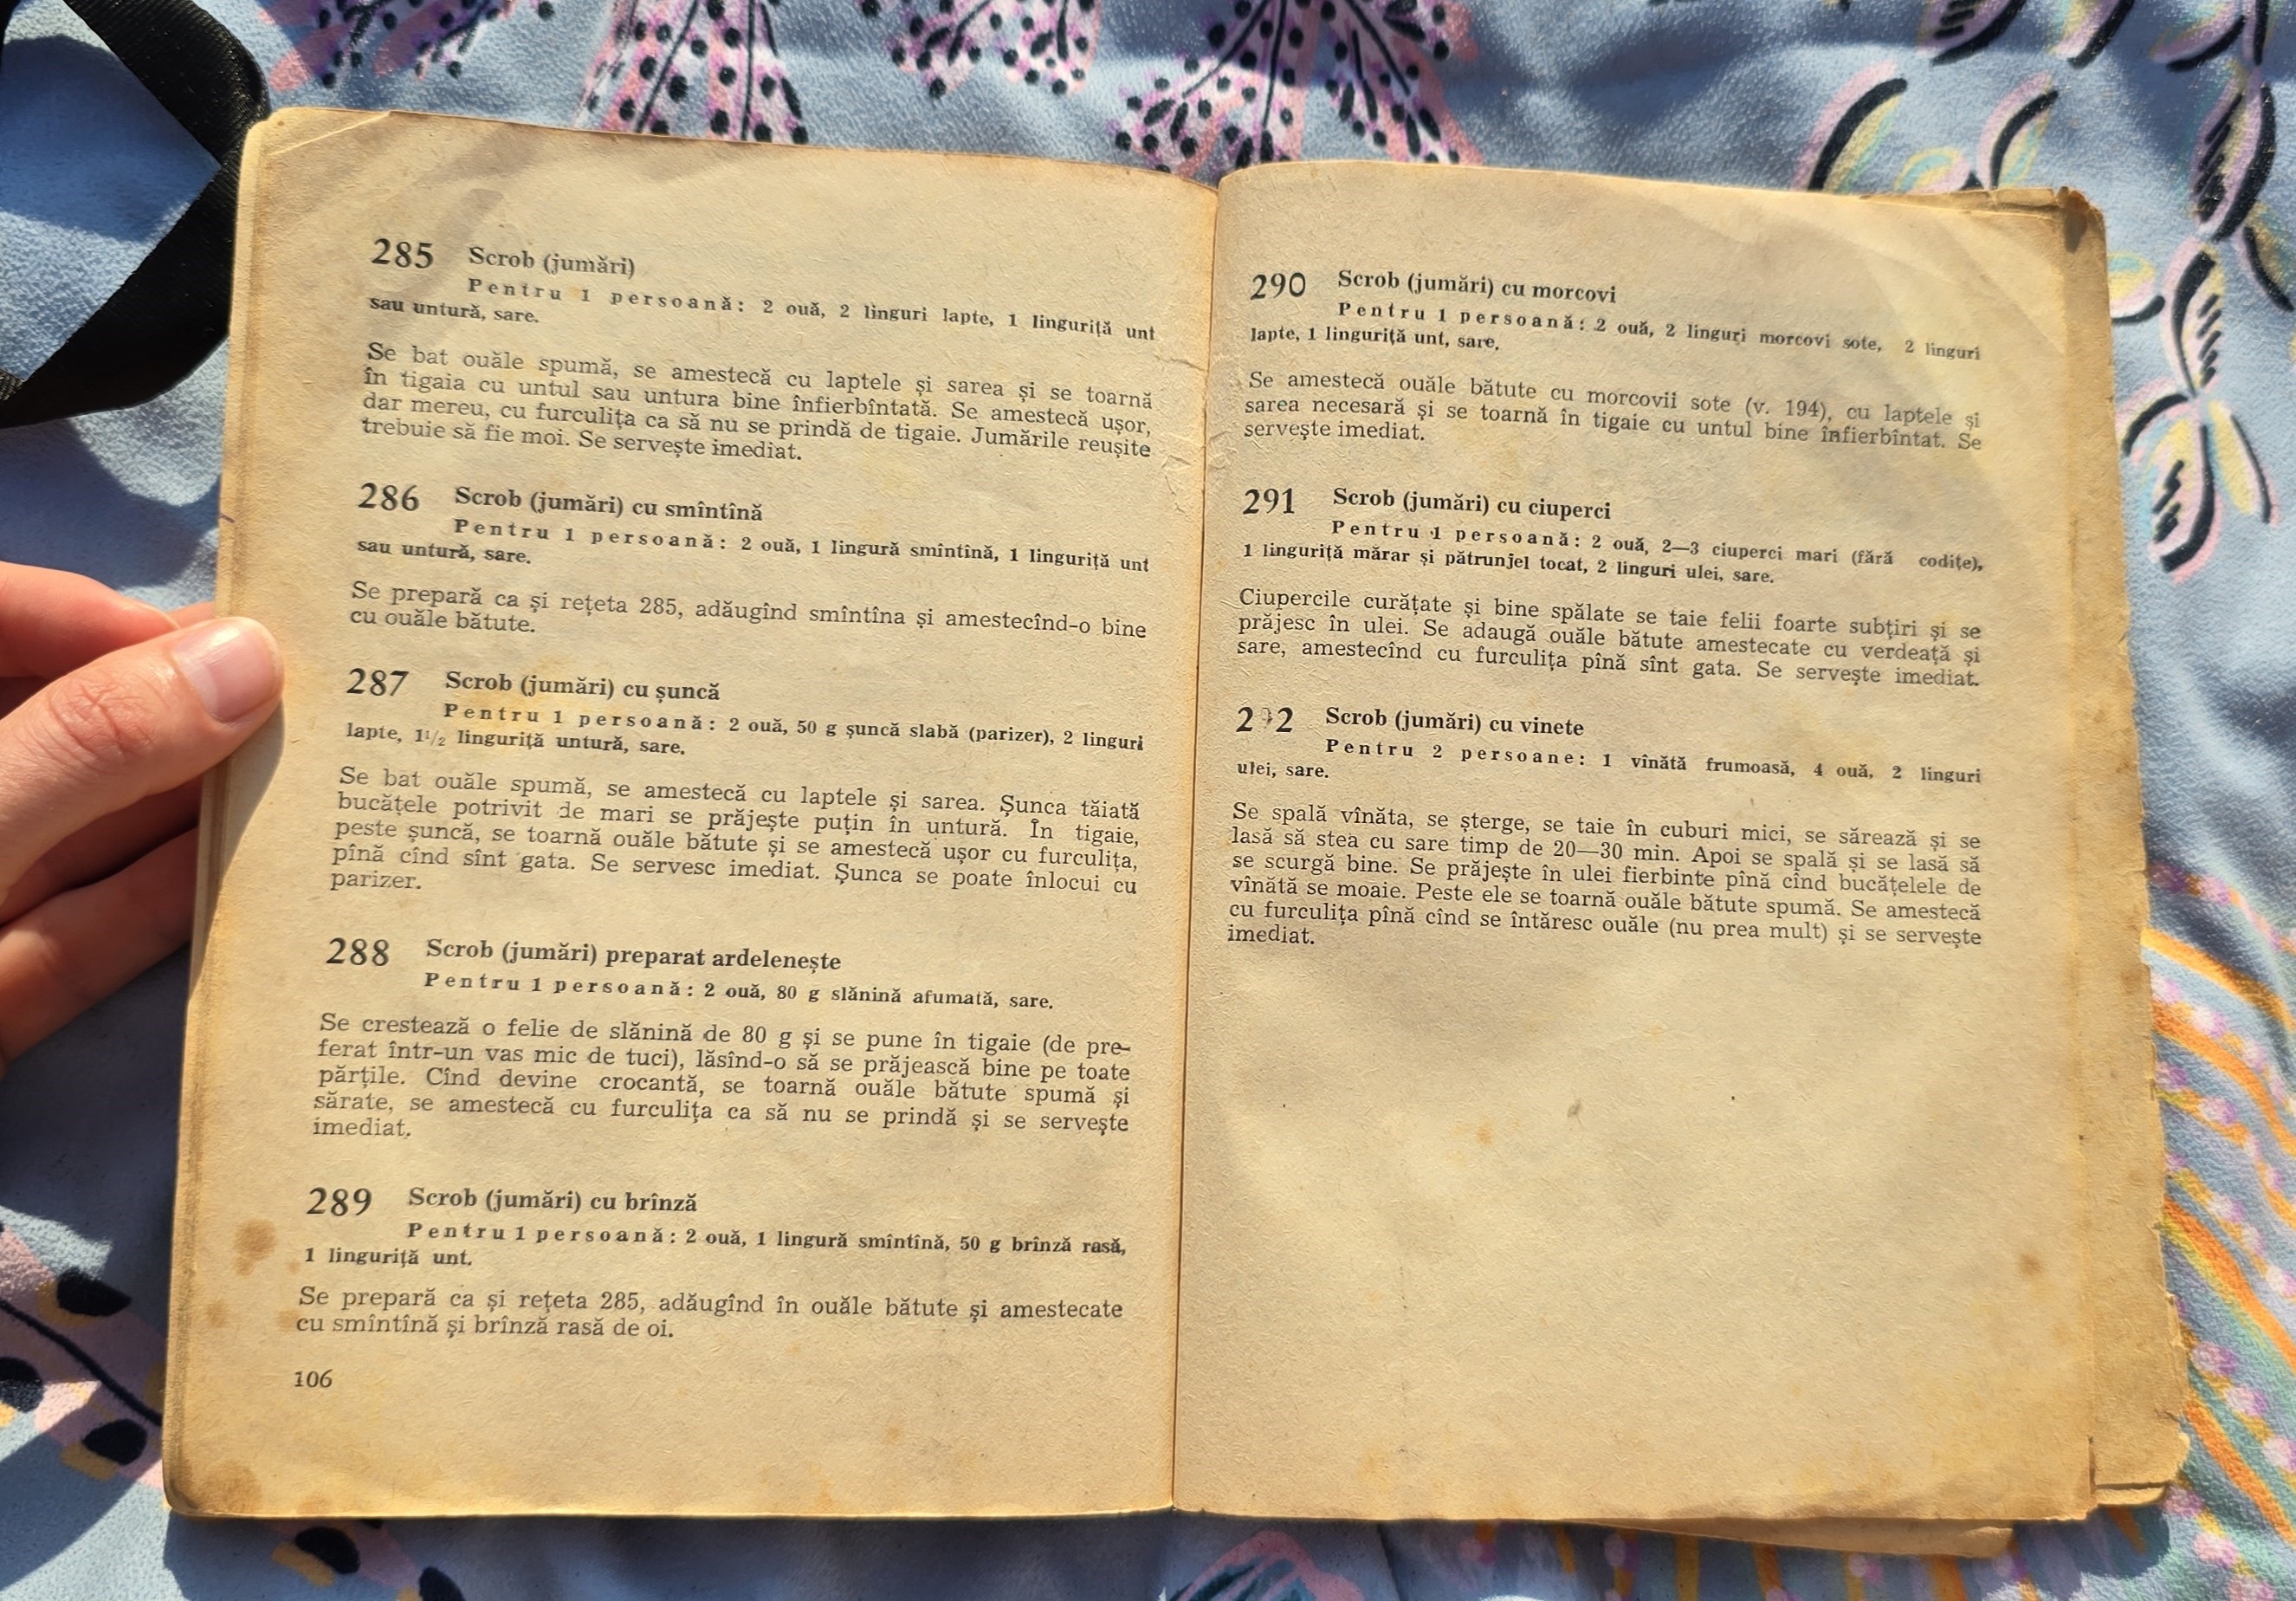 285 Scrob (jumări)
Pentru 1 persoană: 2 ouă, 2 linguri lapte, 1 linguriță unt
sau untură, sare.
Se bat ouăle spumă, se amestecă cu laptele și sarea și se toarnă
în tigaia cu untul sau untura bine înfierbîntată. Se amestecă ușor,
dar mereu, cu furculița ca să nu se prindă de tigaie. Jumările reușite
trebuie să fie moi. Se servește imediat.
286 Scrob (jumări) cu smîntînă
Pentru 1 persoană: 2 ouă, 1 lingură smîntînă, 1 linguriță unt
sau untură, sare.
Se prepară ca și rețeta 285, adăugînd smîntîna și amestecînd-o bine
cu ouăle bătute.
287 Scrob (jumări) cu șuncă
Pentru 1 persoană: 2 ouă, 50 g șuncă slabă (parizer), 2 linguri
lapte, 1 1/2 linguriță untură, sare.
Se bat ouăle spumă, se amestecă cu laptele și sarea. Șunca tăiată
bucățele potrivit de mari se prăjește puțin în untură. În tigaie,
peste șuncă, se toarnă ouăle bătute și se amestecă ușor cu furculița,
pînă cînd sînt gata. Se servesc imediat. Șunca se poate înlocui cu
parizer.
288 Scrob (jumări) preparat ardelenește
Pentru 1 persoană: 2 ouă, 80 g slănină afumată, sare.
Se crestează o felie de slănină de 80 g și se pune în tigaie (de pre-
ferat într-un vas mic de tuci), lăsînd-o să se prăjească bine pe toate
părțile. Cînd devine crocantă, se toarnă ouăle bătute spumă și
sărate, se amestecă cu furculița ca să nu se prindă și se servește
imediat.
289 Scrob (jumări) cu brînză
Pentru 1 persoană: 2 ouă, 1 lingură smîntînă, 50 g brînză rasă,
1 linguriță unt.
Se prepară ca și rețeta 285, adăugînd în ouăle bătute și amestecate
cu smîntînă și brînză rasă de oi.
106
290 Scrob (jumări) cu morcovi
Pentru 1 persoană: 2 ouă, 2 linguri morcovi sote, 2 linguri
lapte, 1 linguriță unt, sare.
Se amestecă ouăle bătute cu morcovii sote (v. 194), cu laptele și
sarea necesară și se toarnă în tigaie cu untul bine înfierbîntat. Se
servește imediat.
291 Scrob (jumări) cu ciuperci
Pentru 1 persoană: 2 ouă, 2—3 ciuperci mari (fără codițe),
1 linguriță mărar și pătrunjel tocat, 2 linguri ulei, sare.
Ciupercile curățate și bine spălate se taie felii foarte subțiri și se
prăjesc în ulei. Se adaugă ouăle bătute amestecate cu verdeață și
sare, amestecînd cu furculița pînă sînt gata. Se servește imediat.
292 Scrob (jumări) cu vinete
Pentru 2 persoane: 1 vînătă frumoasă, 4 ouă, 2 linguri
ulei, sare.
Se spală vînăta, se șterge, se taie în cuburi mici, se sărează și se
lasă să stea cu sare timp de 20—30 min. Apoi se spală și se lasă să
se scurgă bine. Se prăjește în ulei fierbinte pînă cînd bucățelele de
vînătă se moaie. Peste ele se toarnă ouăle bătute spumă. Se amestecă
cu furculița pînă cînd se întăresc ouăle (nu prea mult) și se servește
imediat.